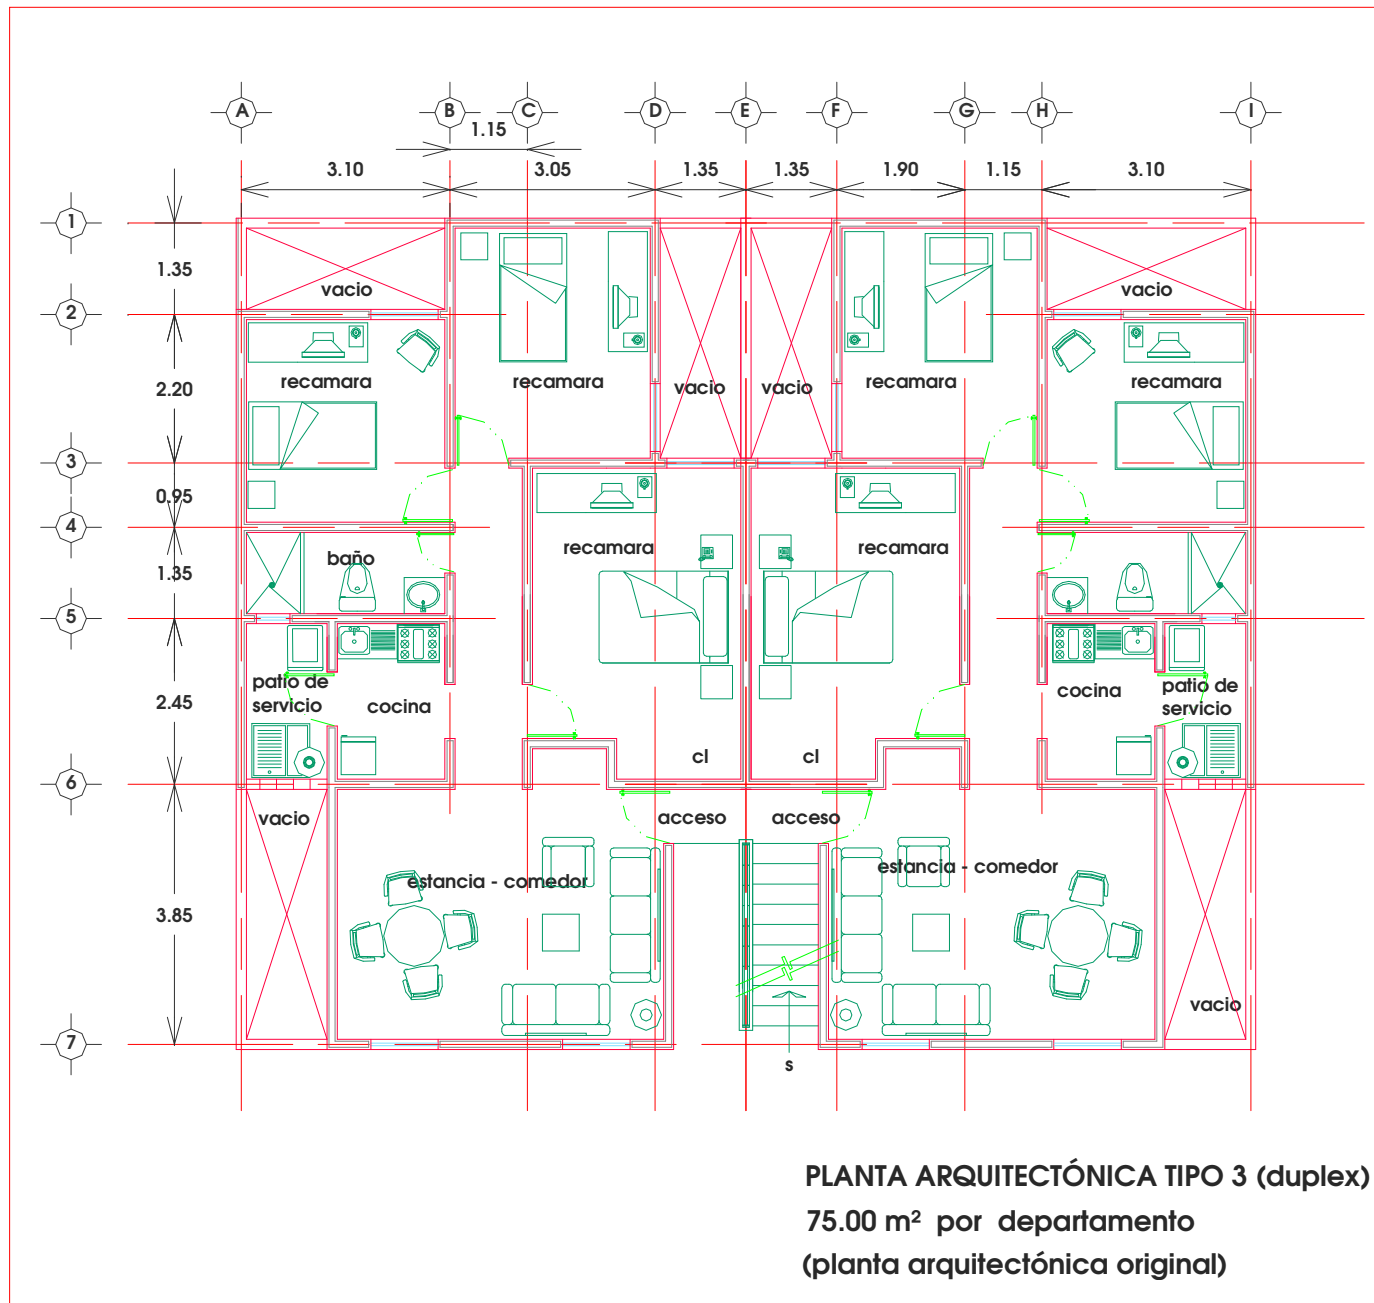 A B C D E F G H I
1.15
3.10 3.05 1.35 1.35 1.90 1.15 3.10
1
1.35
vacio vacio
2
recamara recamara recamara recamara
2.20
vacio vacio
3
0.95
4
recamara recamara
baño
1.35
5
patio de
servicio
cocina
cocina
patio de
servicio
2.45
cl cl
6
vacio acceso acceso
estancia - comedor estancia - comedor
3.85
vacio
7
s
PLANTA ARQUITECTÓNICA TIPO 3 (duplex)
75.00 m² por departamento
(planta arquitectónica original)